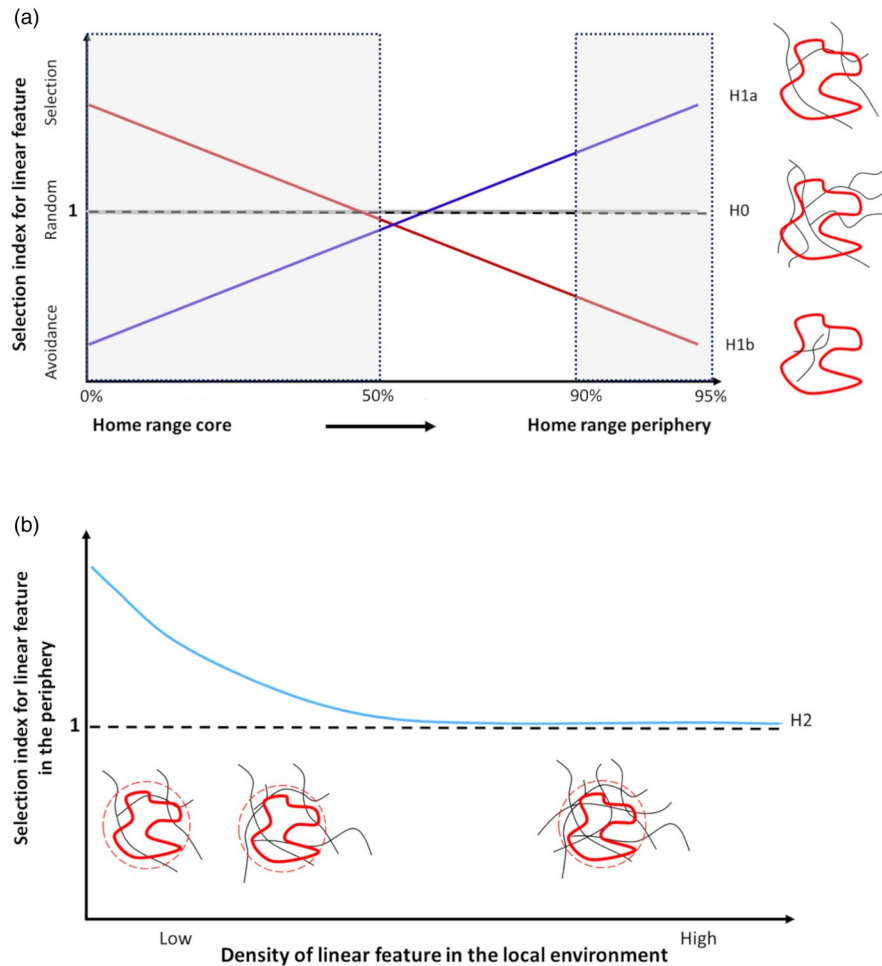 (a)
Selection index for linear feature
Selection
Random
Avoidance
1
H1a
H0
H1b
0%
50%
90%
95%
Home range core
Home range periphery
(b)
Selection index for linear feature
in the periphery
1
H2
Low
High
Density of linear feature in the local environment